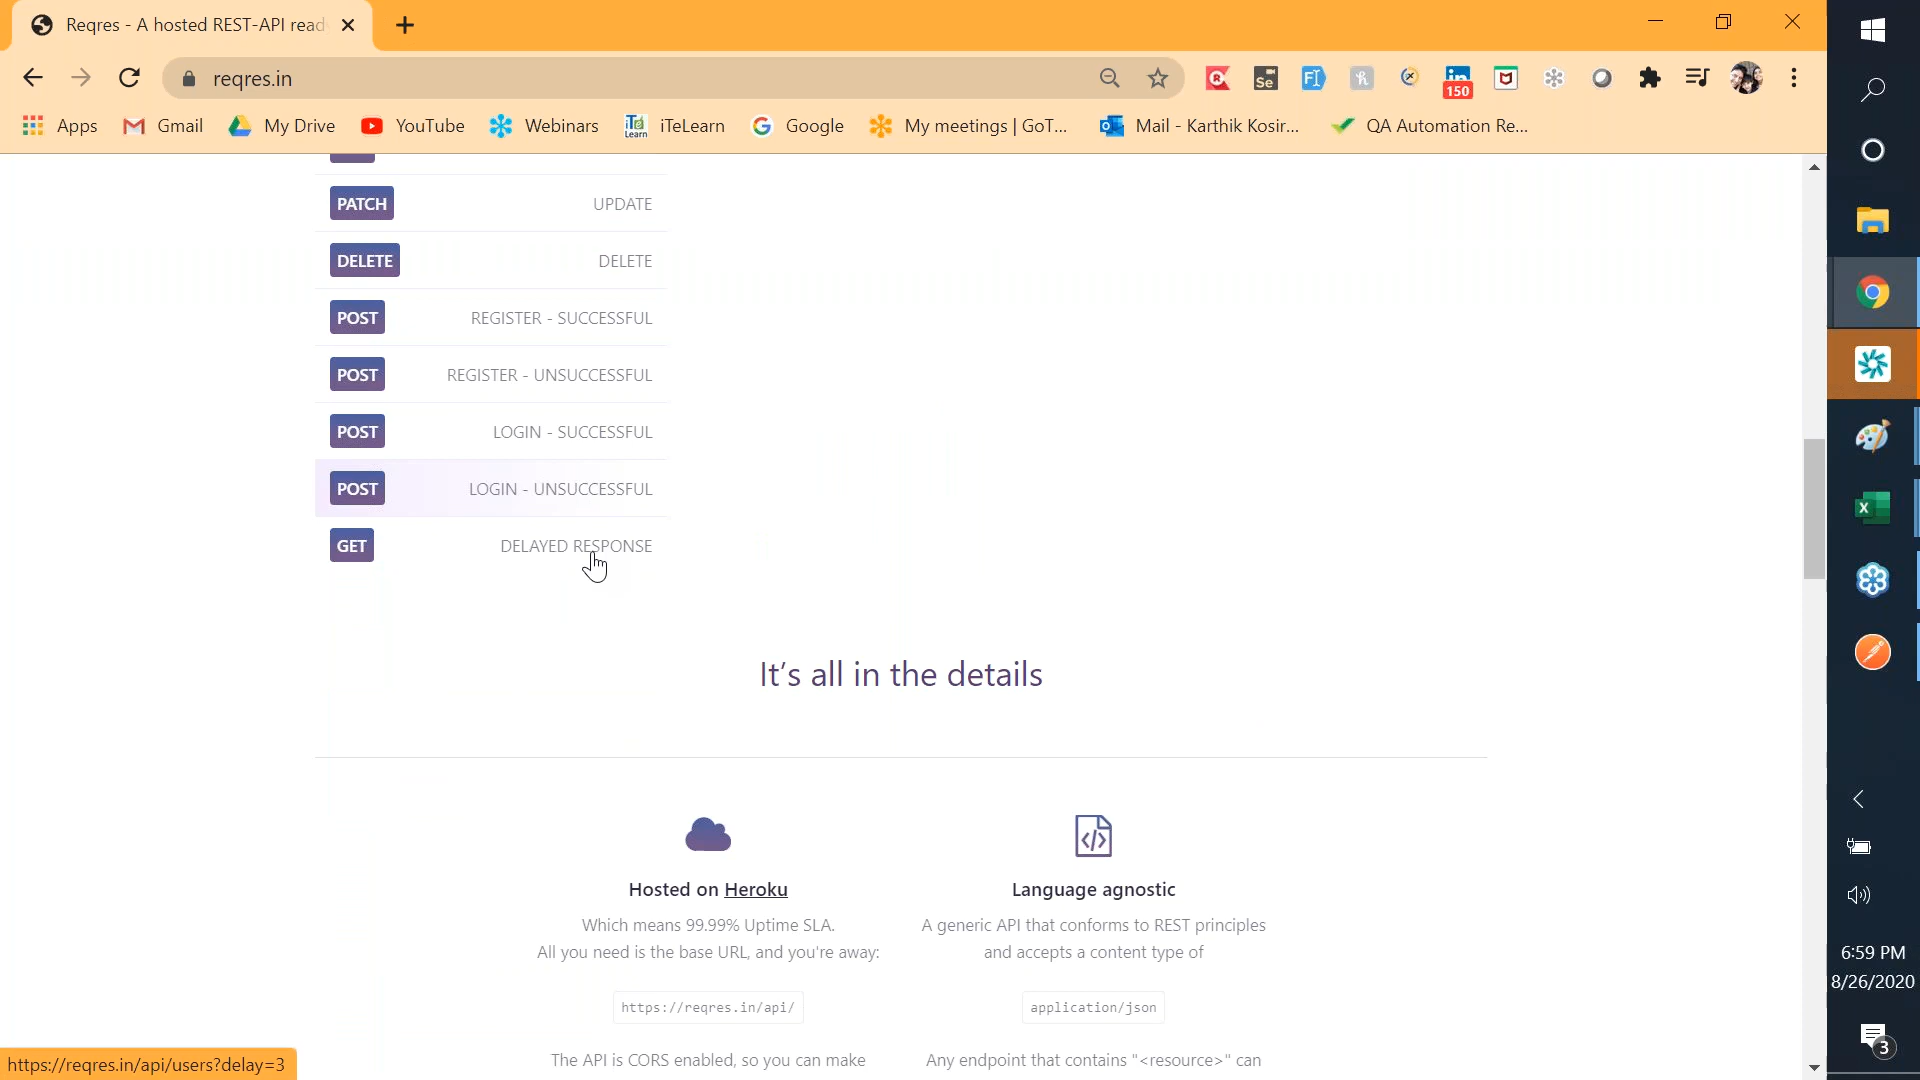 Reqres - A hosted REST-API read
reqres.in
Se
FI
h
in
150
Apps
Gmail
My Drive
YouTube
Webinars
iTe Learn
iTeLearn
Google
My meetings | GoT...
Mail - Karthik Kosir...
QA Automation Re...
PATCH UPDATE
DELETE DELETE
POST REGISTER - SUCCESSFUL
POST REGISTER - UNSUCCESSFUL
POST LOGIN - SUCCESSFUL
POST LOGIN - UNSUCCESSFUL
GET DELAYED RESPONSE
It's all in the details
Hosted on Heroku
Which means 99.99% Uptime SLA.
All you need is the base URL, and you're away:
https://reqres.in/api/
The API is CORS enabled, so you can make
Language agnostic
A generic API that conforms to REST principles
and accepts a content type of
application/json
Any endpoint that contains "<resource>" can
https://reqres.in/api/users?delay=3
6:59 PM
8/26/2020
3